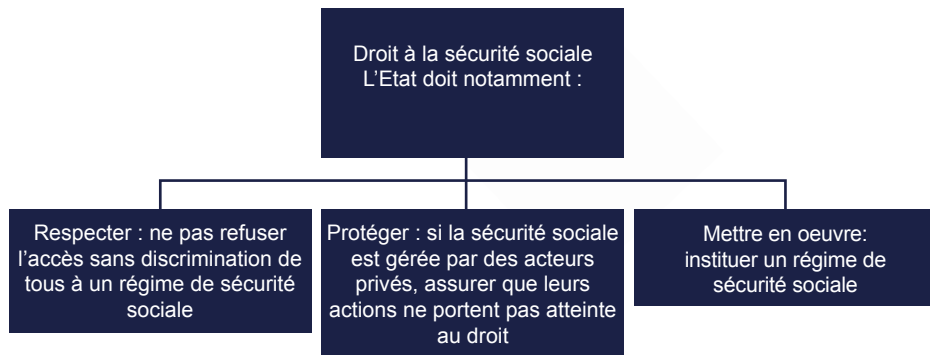 Droit à la sécurité sociale
L’Etat doit notamment :
Respecter : ne pas refuser
l’accès sans discrimination de
tous à un régime de sécurité
sociale
Protéger : si la sécurité sociale
est gérée par des acteurs
privés, assurer que leurs
actions ne portent pas atteinte
au droit
Mettre en oeuvre:
instituer un régime de
sécurité sociale